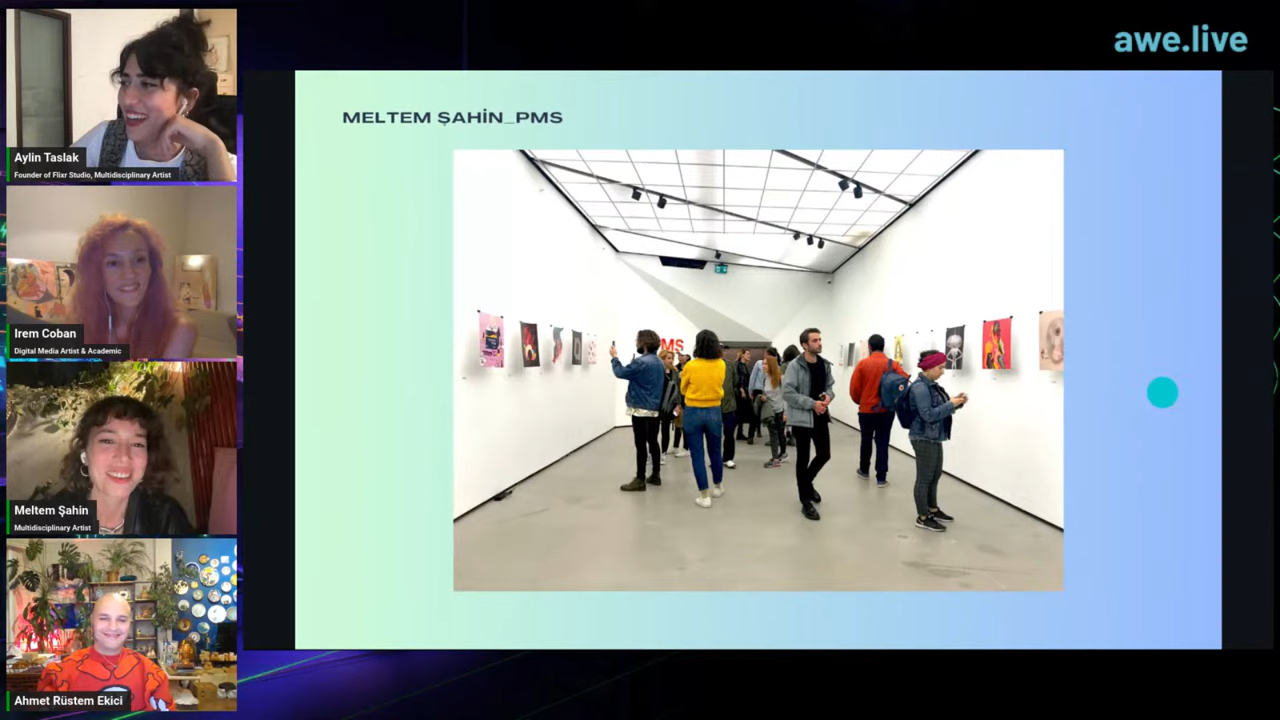 awe.live
MELTEM ŞAHİN_PMS
MS
Aylin Taslak
Founder of Flixr Studio, Multidisciplinary Artist
Irem Coban
Digital Media Artist & Academic
Meltem Şahin
Multidisciplinary Artist
Ahmet Rüstem Ekici